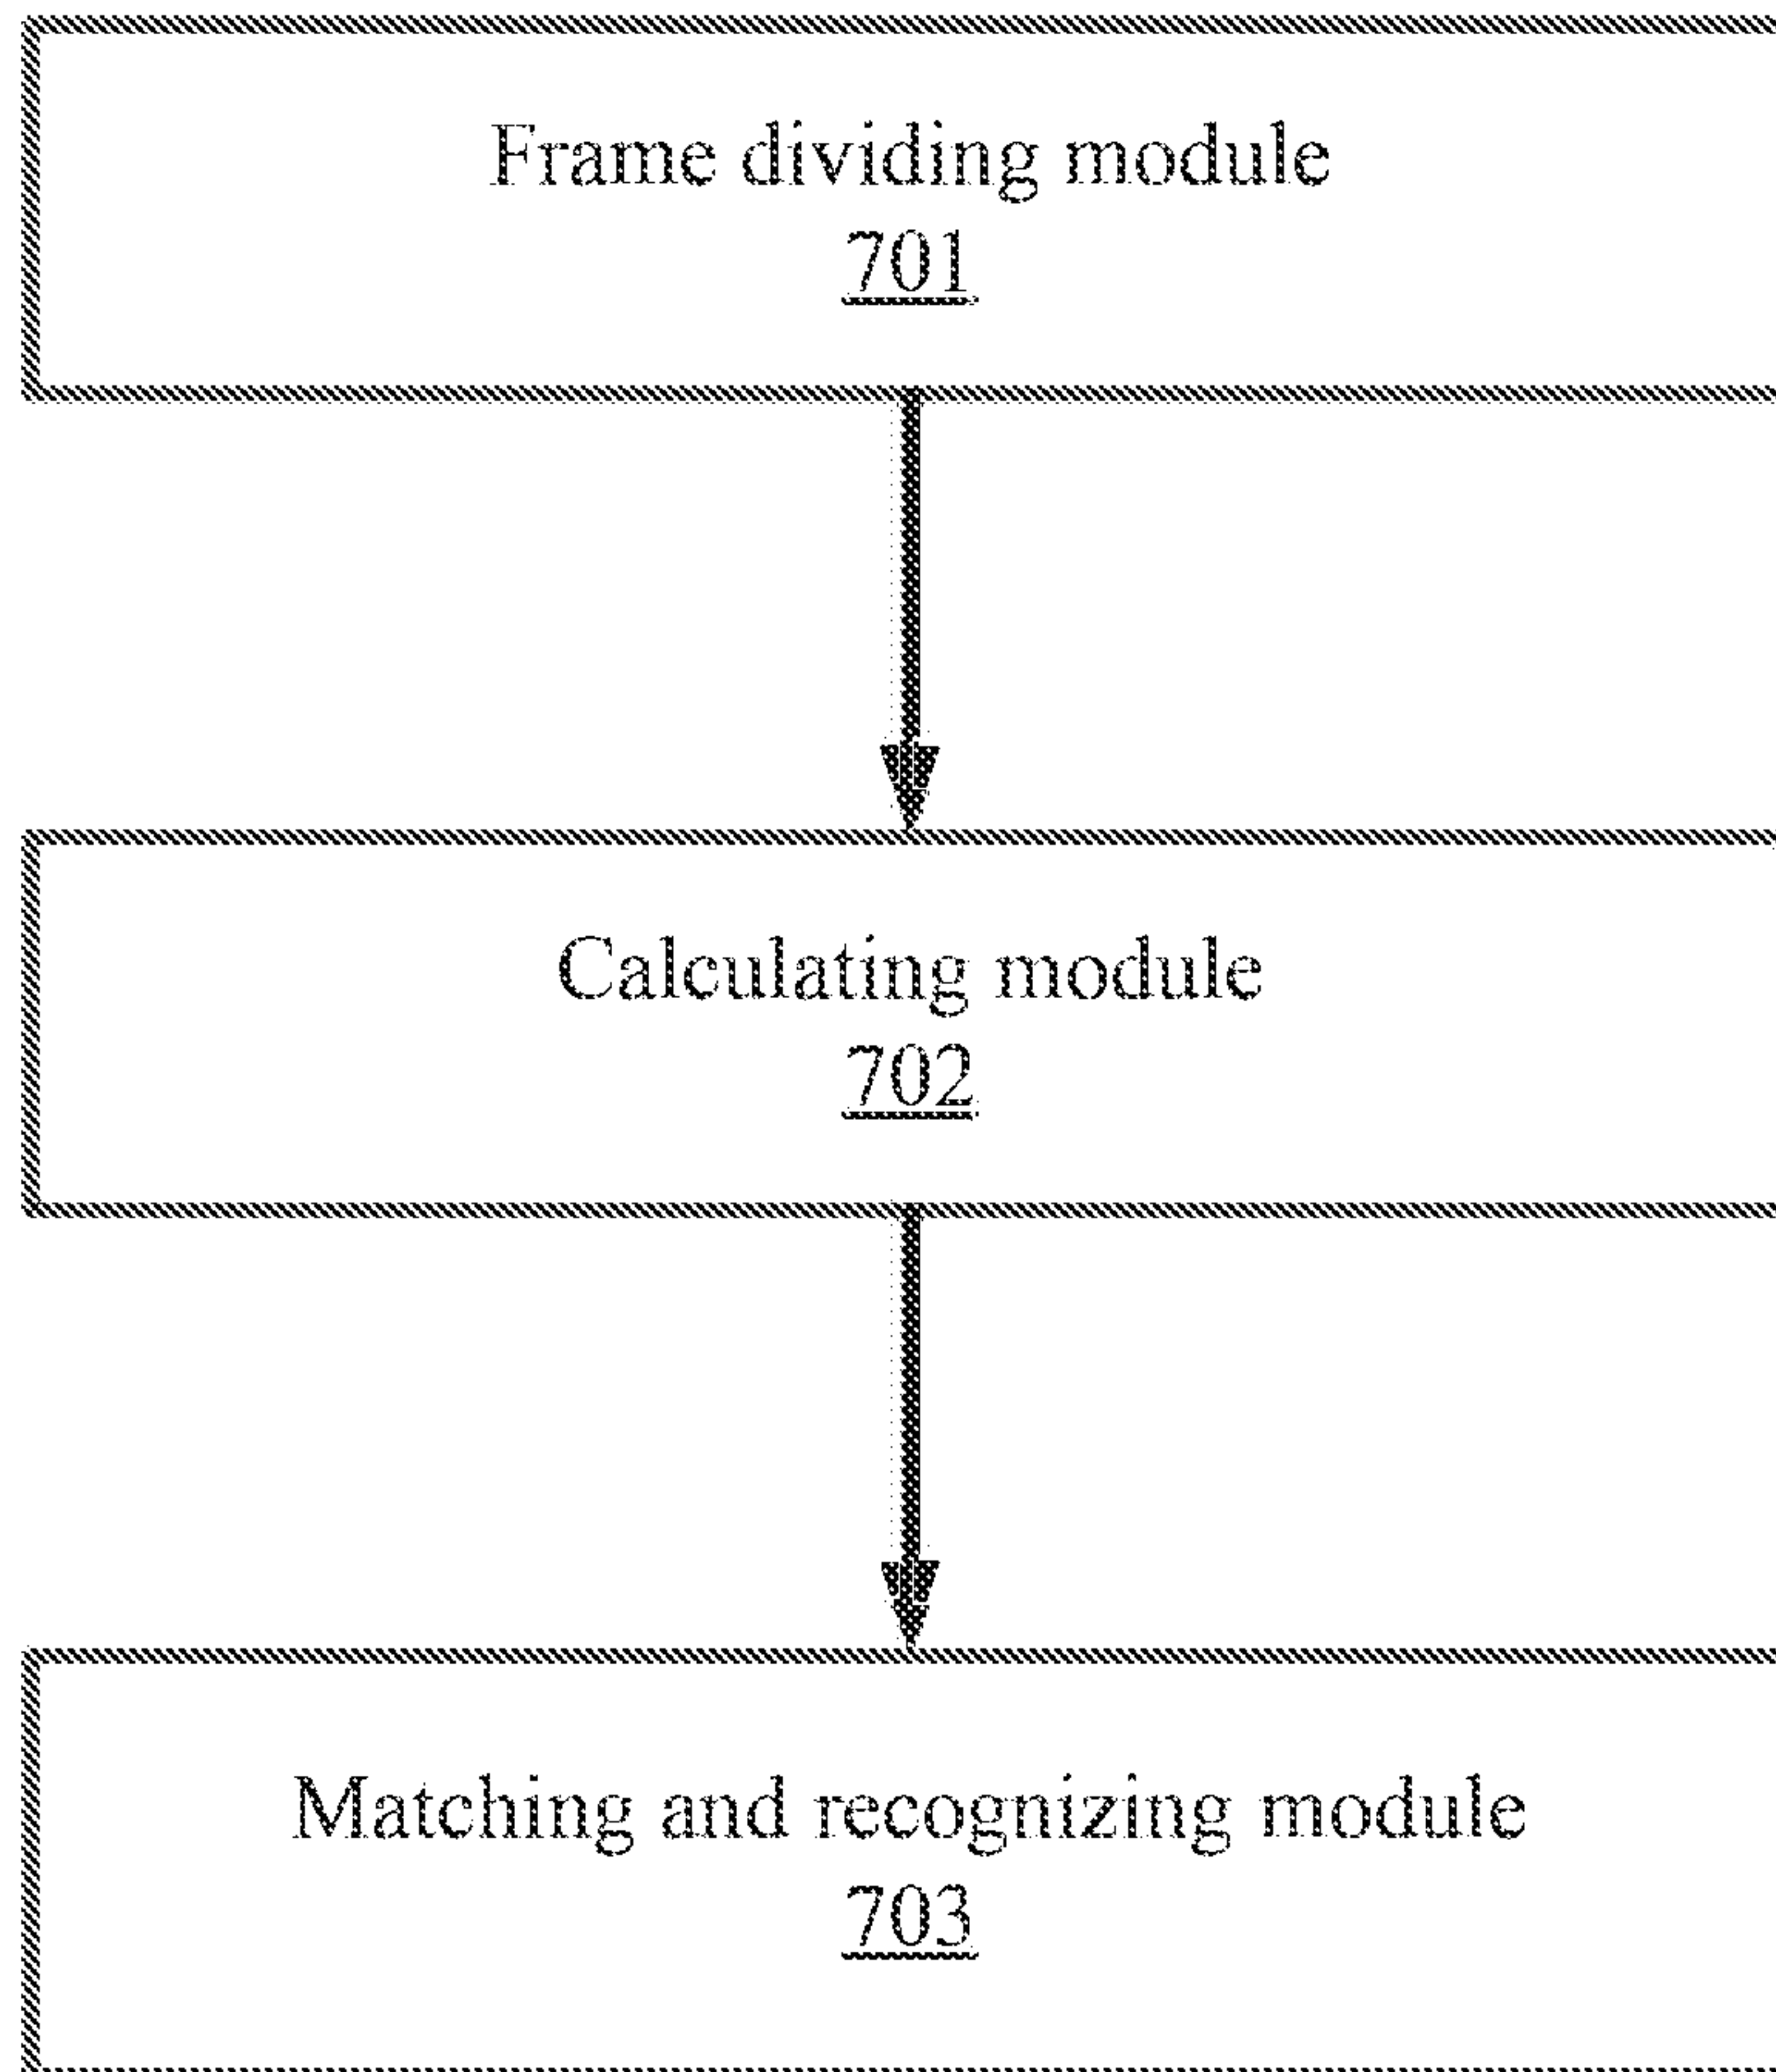 Frame dividing module
701
Calculating module
702
Matching and recognizing module
703